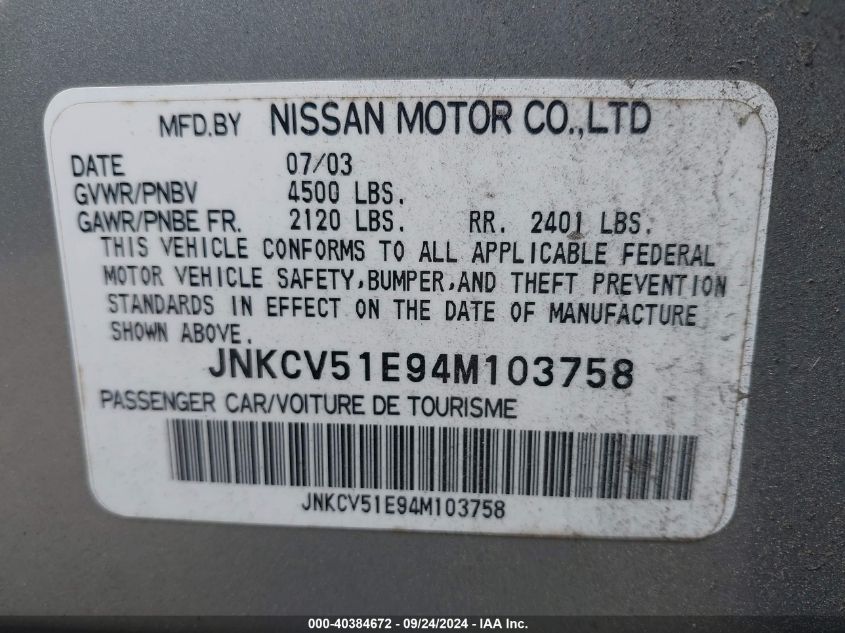 MFD.BY NISSAN MOTOR CO.,LTD
DATE 07/03
GVWR/PNBV 4500 LBS.
GAWR/PNBE FR. 2120 LBS. RR. 2401 LBS.
THIS VEHICLE CONFORMS TO ALL APPLICABLE FEDERAL
MOTOR VEHICLE SAFETY,BUMPER,AND THEFT PREVENTION
STANDARDS IN EFFECT ON THE DATE OF MANUFACTURE
SHOWN ABOVE.
JNKCV51E94M103758
PASSENGER CAR/VOITURE DE TOURISME
JNKCV51E94M103758
000-40384672 - 09/24/2024 - IAAI Inc.